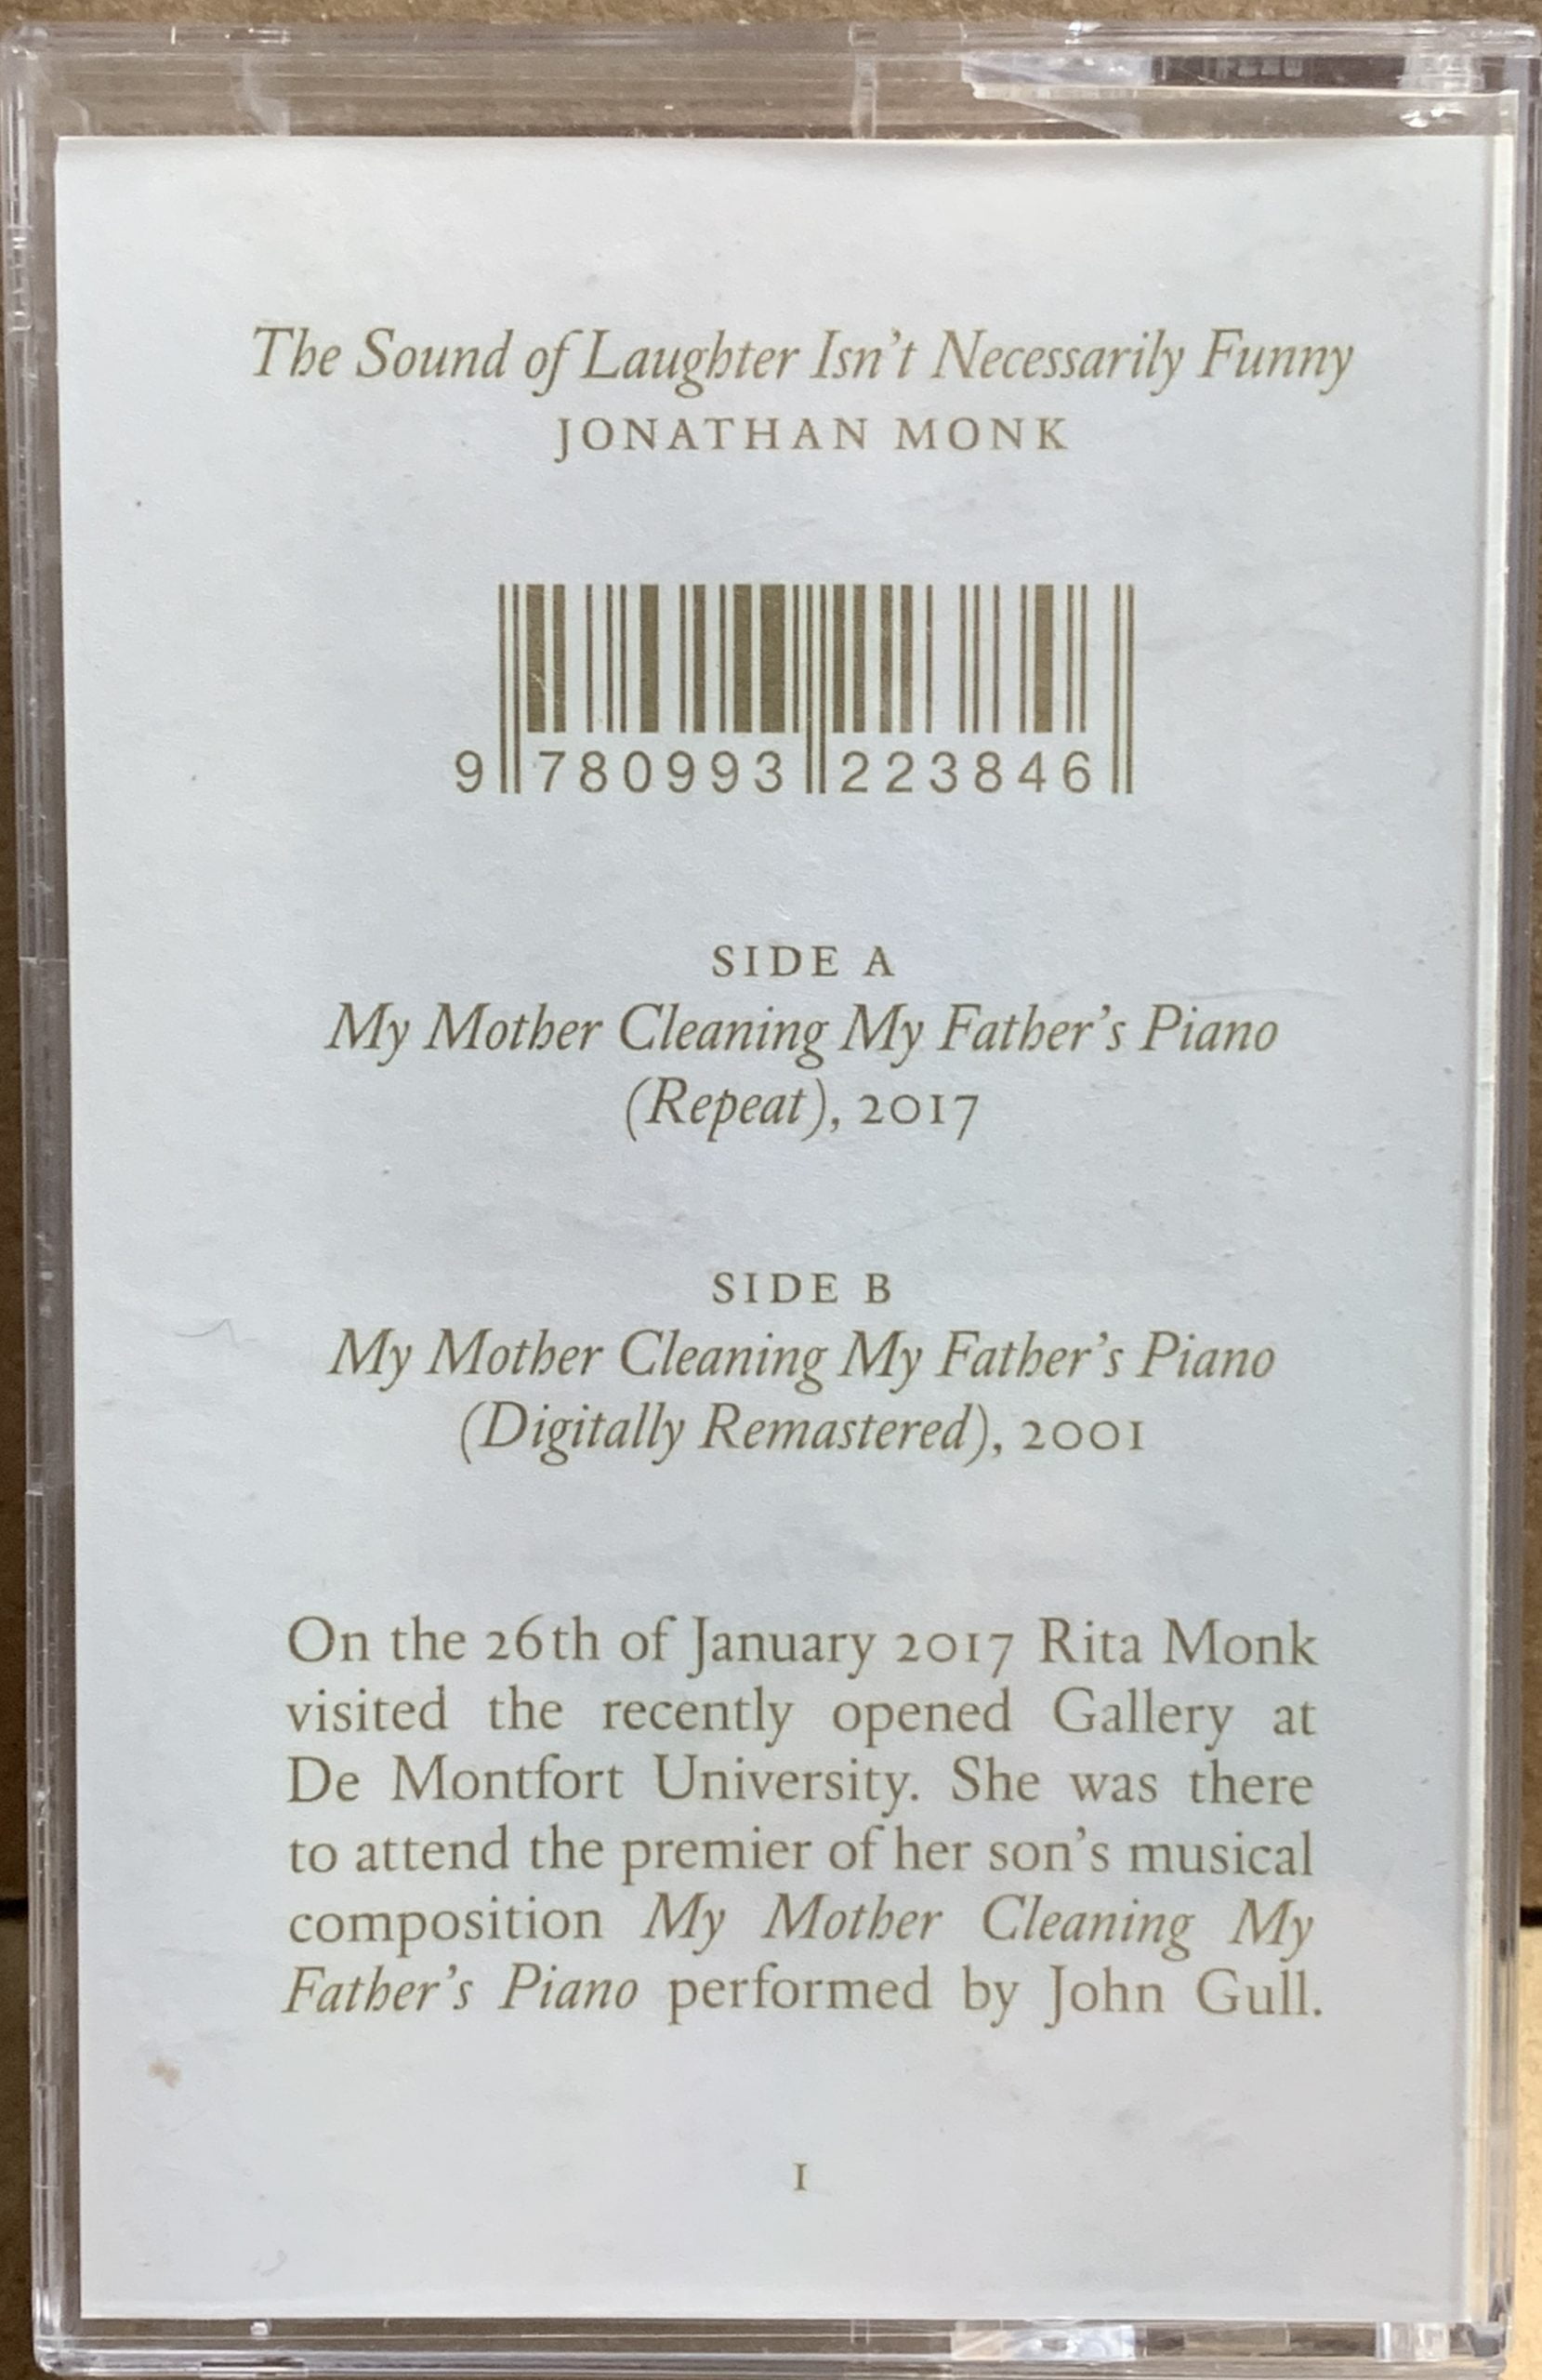 The Sound of Laughter Isn't Necessarily Funny
JONATHAN MONK
9 780993 223846
SIDE A
My Mother Cleaning My Father's Piano
(Repeat), 2017
SIDE B
My Mother Cleaning My Father's Piano
(Digitally Remastered), 2001
On the 26th of January 2017 Rita Monk
visited the recently opened Gallery at
De Montfort University. She was there
to attend the premier of her son's musical
composition My Mother Cleaning My
Father's Piano performed by John Gull.
1